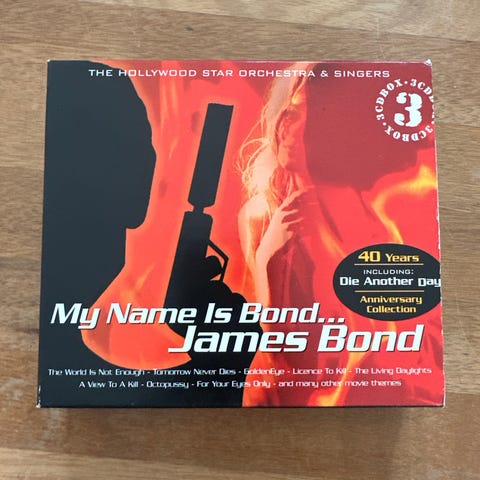 THE HOLLYWOOD STAR ORCHESTRA & SINGERS
3CDBOX • 3CDBOX • 3CDBOX
3
40 Years
INCLUDING:
Die Another Day
Anniversary
Collection
My Name Is Bond...
James Bond
The World Is Not Enough - Tomorrow Never Dies - GoldenEye - Licence To Kill - The Living Daylights
A View To A Kill - Octopussy - For Your Eyes Only - and many other movie themes